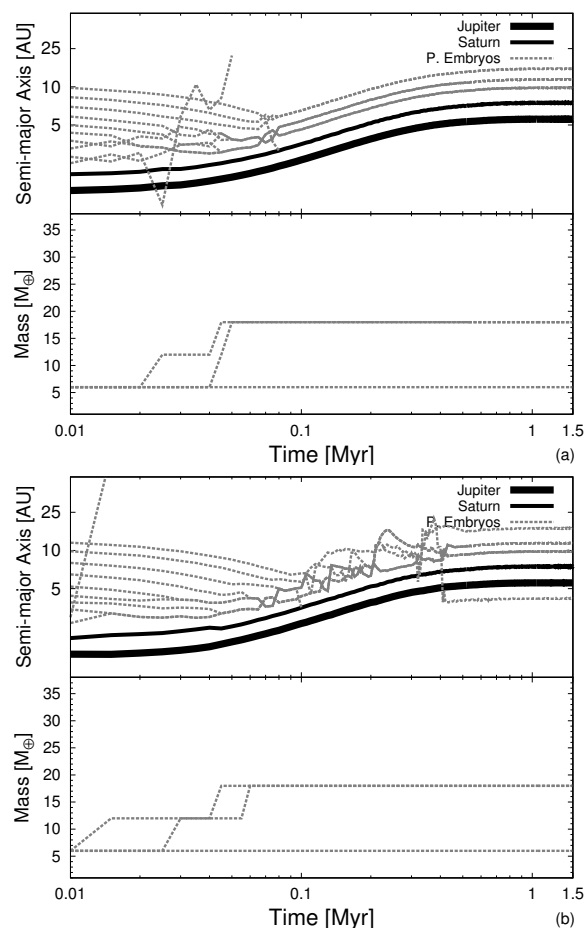 Semi-major Axis [AU]
25
10
5
Jupiter
Saturn
P. Embryos
Mass [M⊕]
35
30
25
20
15
10
5
0.01
0.1
1
1.5
Time [Myr]
(a)
Semi-major Axis [AU]
25
10
5
Jupiter
Saturn
P. Embryos
Mass [M⊕]
35
30
25
20
15
10
5
0.01
0.1
1
1.5
Time [Myr]
(b)